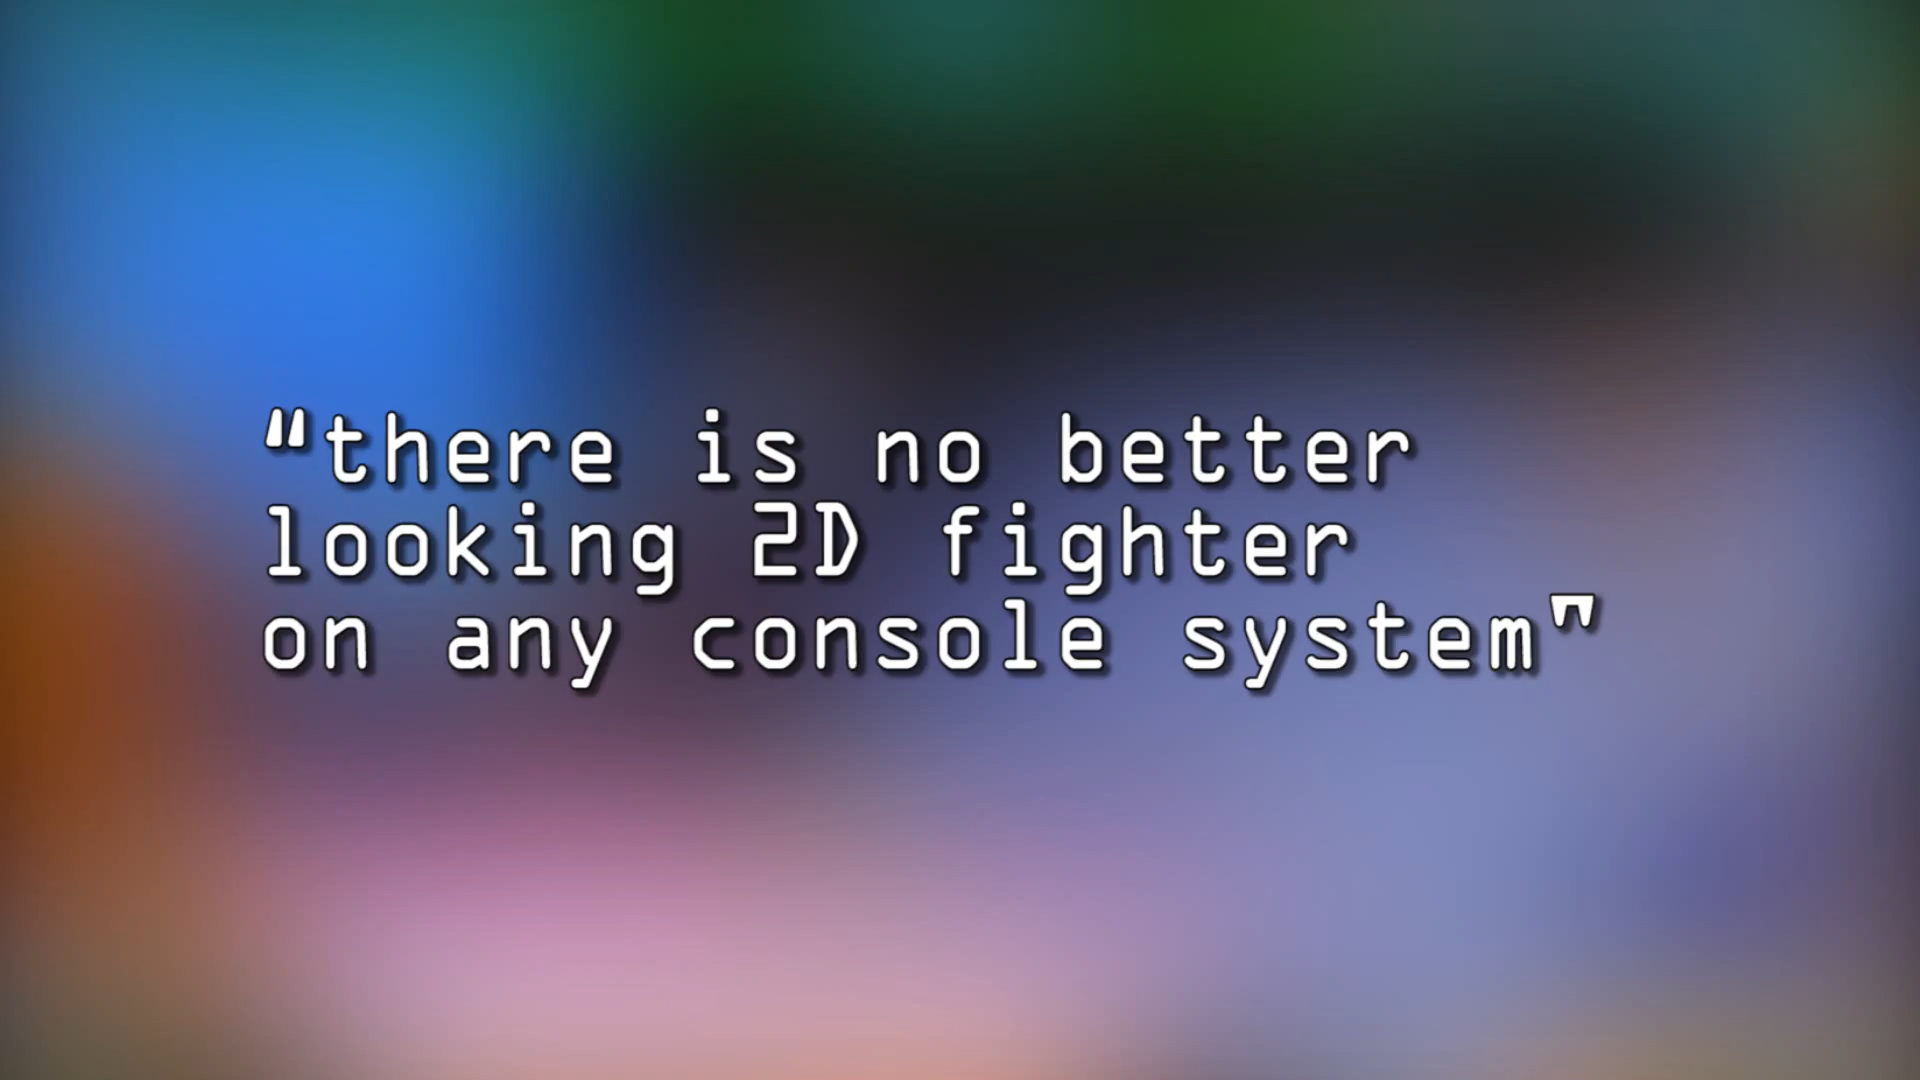 “there is no better
looking 2D fighter
on any console system"